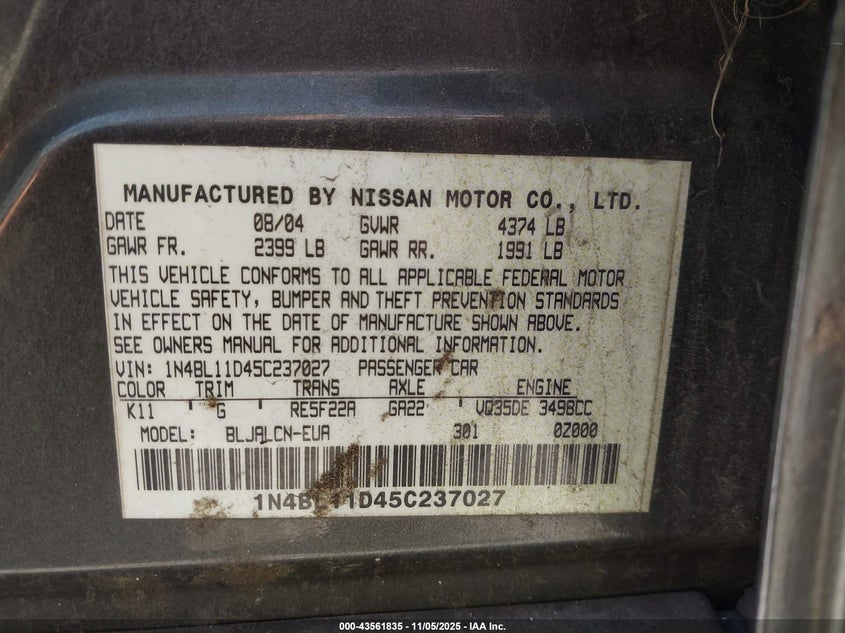 MANUFACTURED BY NISSAN MOTOR CO., LTD.
DATE 08/04 GVWR 4374 LB
GAWR FR. 2399 LB GAWR RR. 1991 LB
THIS VEHICLE CONFORMS TO ALL APPLICABLE FEDERAL MOTOR
VEHICLE SAFETY, BUMPER AND THEFT PREVENTION STANDARDS
IN EFFECT ON THE DATE OF MANUFACTURE SHOWN ABOVE.
SEE OWNERS MANUAL FOR ADDITIONAL INFORMATION.
VIN: 1N4BL11D45C237027 PASSENGER CAR
COLOR TRIM TRANS AXLE ENGINE
K11 ' G ' RE5F22A GA22 VQ35DE 3498CC
MODEL: BLJALCN-EUA 301 0Z000
1N4BL11D45C237027
000-43561835 - 11/05/2025 - IAA Inc.